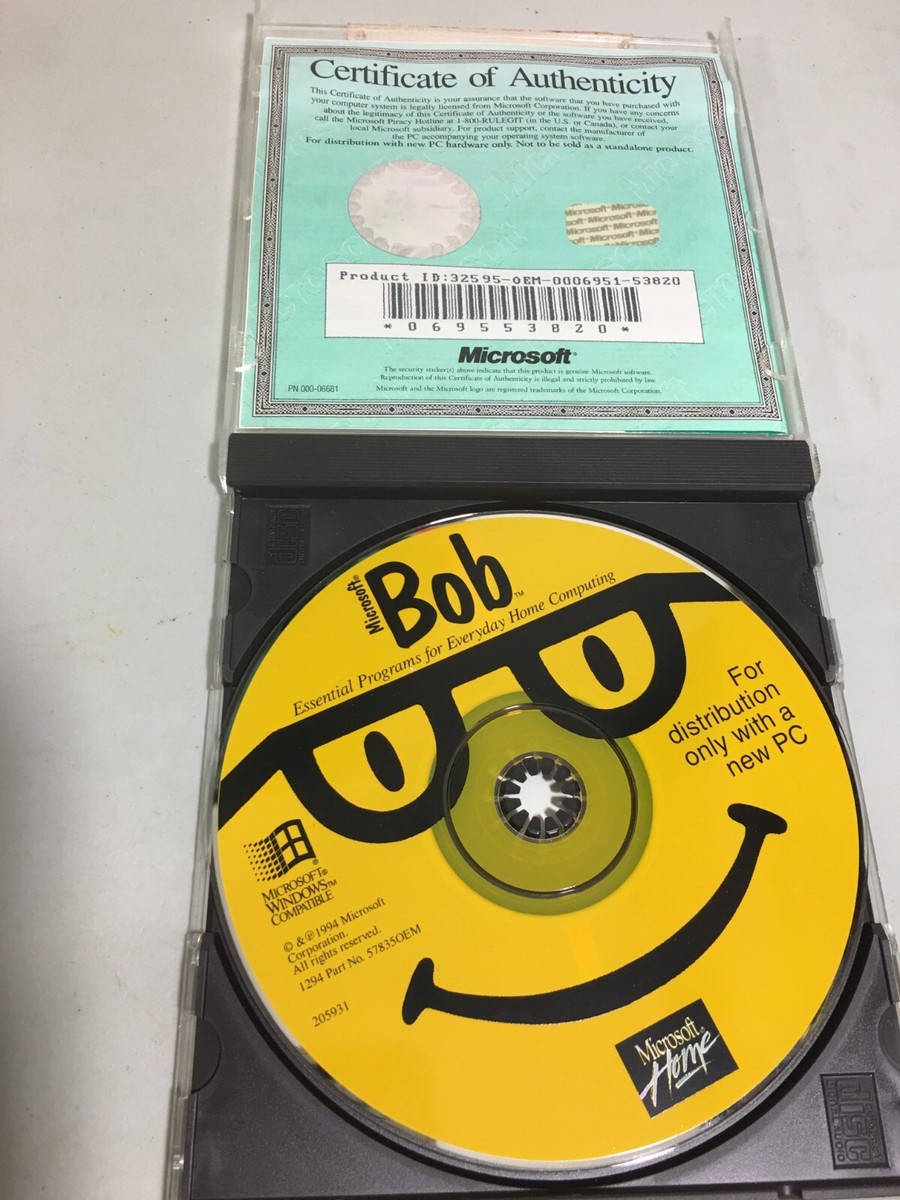 Certificate of Authenticity
This Certificate of Authenticity is your assurance that the software that you have purchased with
your computer system is legally licensed from Microsoft Corporation. If you have any concerns
about the legitimacy of this Certificate of Authenticity or the software you have received,
call the Microsoft Piracy Hotline at 1-800-RULEGIT (in the U.S. or Canada), or contact your
local Microsoft subsidiary. For product support, contact the manufacturer of
the PC accompanying your operating system software.
For distribution with new PC hardware only. Not to be sold as a standalone product.
Microsoft Microsoft
Microsoft
Microsoft
Product ID:32595-OEM-0006951-53820
*069553820*
Microsoft®
The security sticker(s) above indicate that this product is genuine Microsoft software.
Reproduction of this Certificate of Authenticity is illegal and strictly prohibited by law.
PN 000-06681
Microsoft and the Microsoft logo are registered trademarks of the Microsoft Corporation.
Microsoft®
Bob™
Essential Programs for Everyday Home Computing
For
distribution
only with a
new PC
MICROSOFT®
WINDOWS™
COMPATIBLE
© & ℗ 1994 Microsoft
Corporation.
All rights reserved.
1294 Part No. 57835OEM
205931
Microsoft®
Home